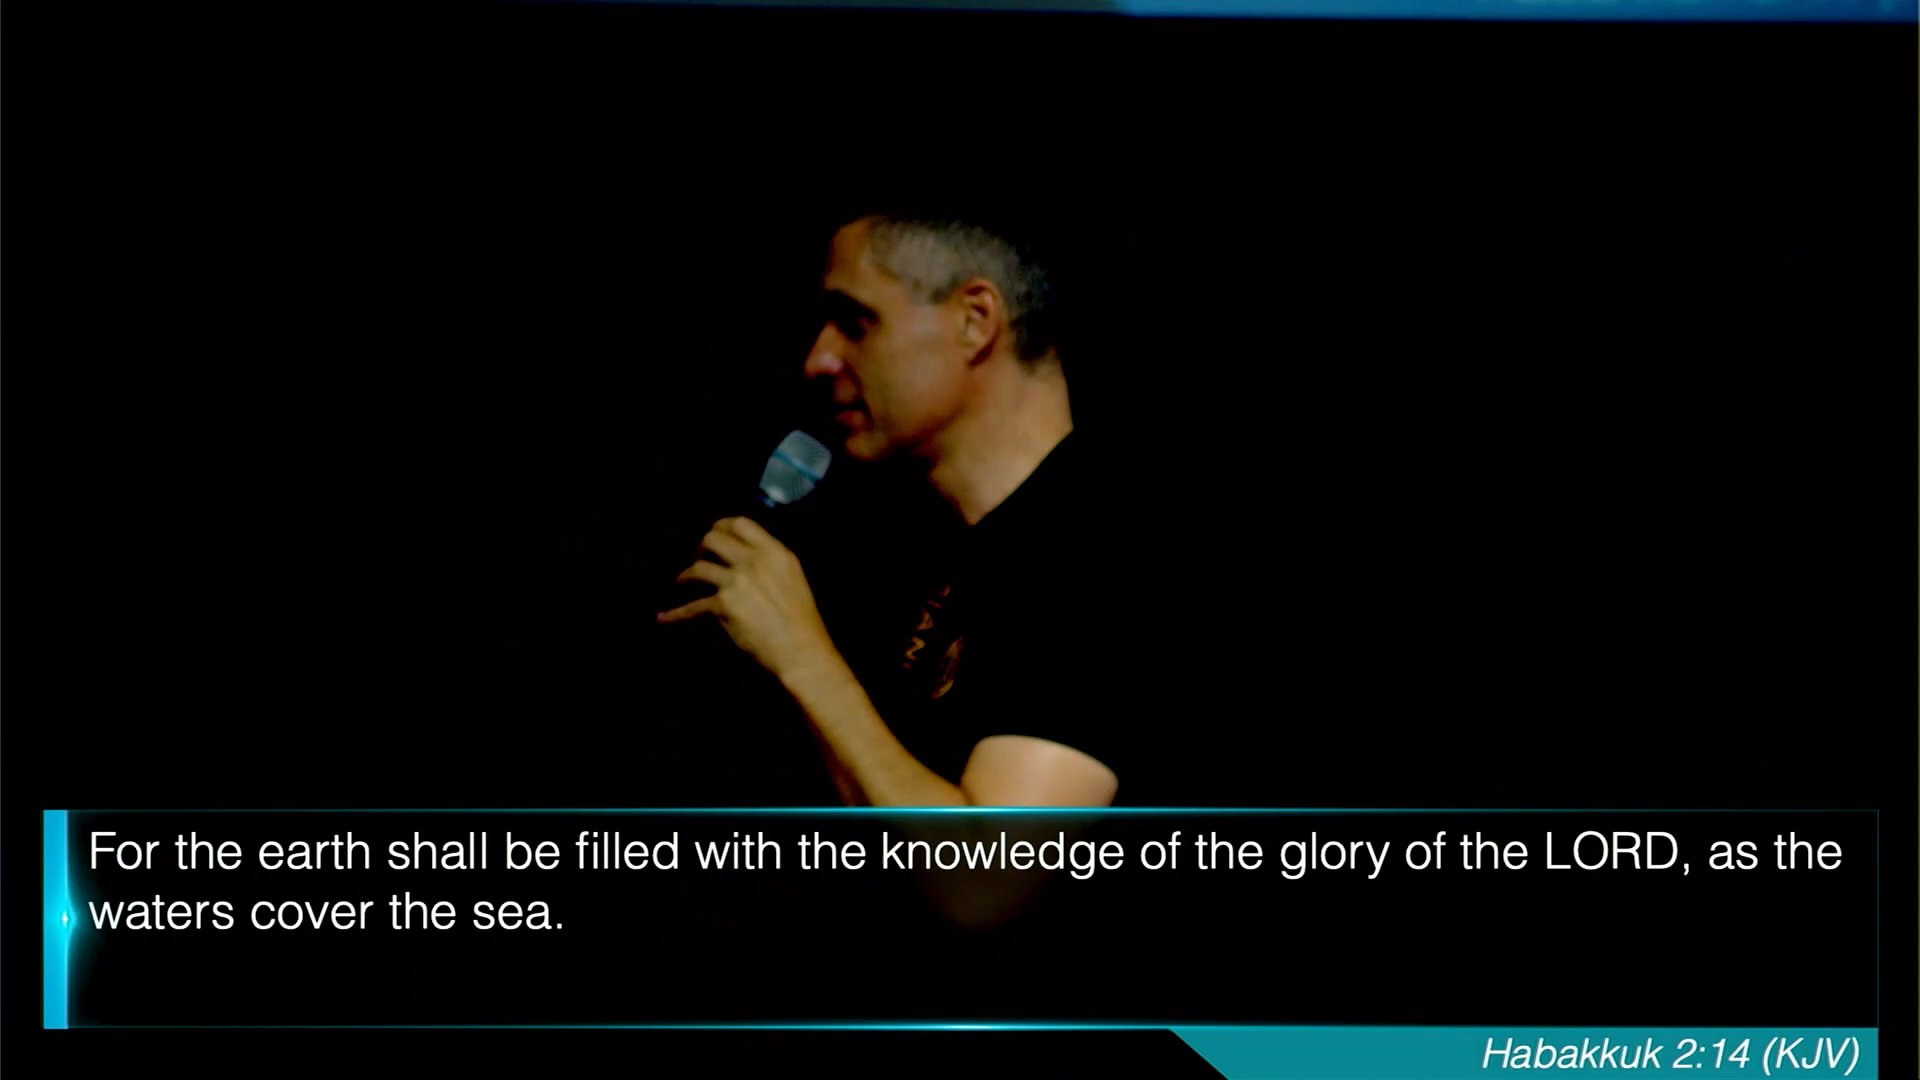 For the earth shall be filled with the knowledge of the glory of the LORD, as the
waters cover the sea.
Habakkuk 2:14 (KJV)